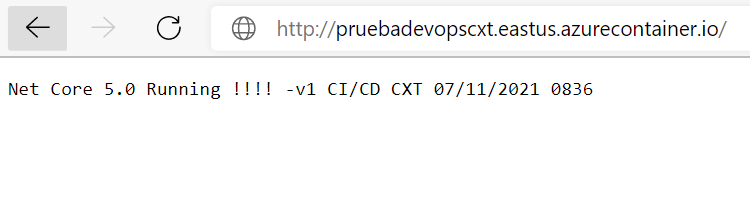 http://pruebadevopscxt.eastus.azurecontainer.io/
Net Core 5.0 Running !!!! -v1 CI/CD CXT 07/11/2021 0836